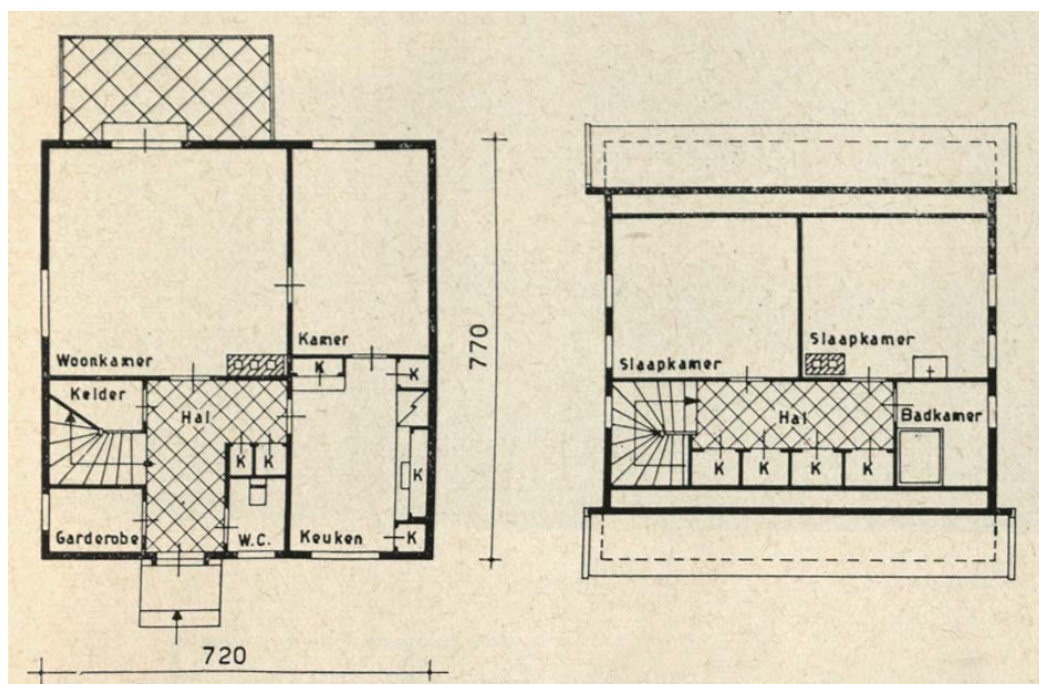 Woonkamer
Kamer
Kelder
Hal
K
K
K
K
K
K
Garderobe
W.C.
Keuken
720
770
Slaapkamer
Slaapkamer
Hal
Badkamer
K
K
K
K